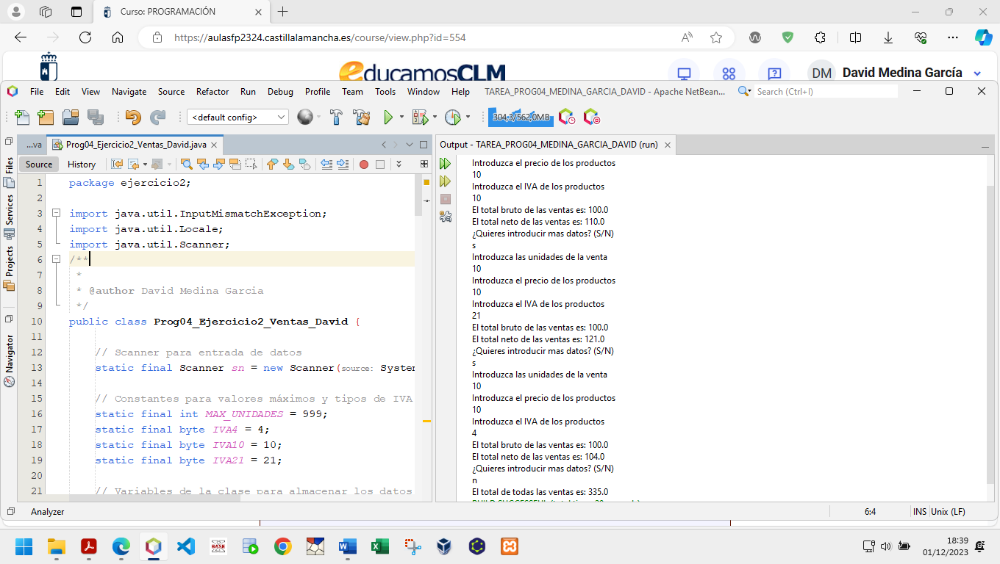 Curso: PROGRAMACIÓN
https://aulasfp2324.castillalamancha.es/course/view.php?id=554
educamosCLM
DM David Medina García
File Edit View Navigate Source Refactor Run Debug Profile Team Tools Window Help TAREA_PROG04_MEDINA_GARCIA_DAVID - Apache NetBean... Search (Ctrl+I)
<default config> 304,3/562,0MB
...va Prog04_Ejercicio2_Ventas_David.java
Source History
Files
Services
Projects
Navigator
1 package ejercicio2;
2
3 import java.util.InputMismatchException;
4 import java.util.Locale;
5 import java.util.Scanner;
6 /**
7 *
8 * @author David Medina Garcia
9 */
10 public class Prog04_Ejercicio2_Ventas_David {
11
12 // Scanner para entrada de datos
13 static final Scanner sn = new Scanner(source: System
14
15 // Constantes para valores máximos y tipos de IVA
16 static final int MAX_UNIDADES = 999;
17 static final byte IVA4 = 4;
18 static final byte IVA10 = 10;
19 static final byte IVA21 = 21;
20
21 // Variables de la clase para almacenar los datos
Output - TAREA_PROG04_MEDINA_GARCIA_DAVID (run)
Introduzca el precio de los productos
10
Introduzca el IVA de los productos
10
El total bruto de las ventas es: 100.0
El total neto de las ventas es: 110.0
¿Quieres introducir mas datos? (S/N)
s
Introduzca las unidades de la venta
10
Introduzca el precio de los productos
10
Introduzca el IVA de los productos
21
El total bruto de las ventas es: 100.0
El total neto de las ventas es: 121.0
¿Quieres introducir mas datos? (S/N)
s
Introduzca las unidades de la venta
10
Introduzca el precio de los productos
10
Introduzca el IVA de los productos
4
El total bruto de las ventas es: 100.0
El total neto de las ventas es: 104.0
¿Quieres introducir mas datos? (S/N)
n
El total de todas las ventas es: 335.0
Analyzer
6:4 INS Unix (LF)
18:39
01/12/2023